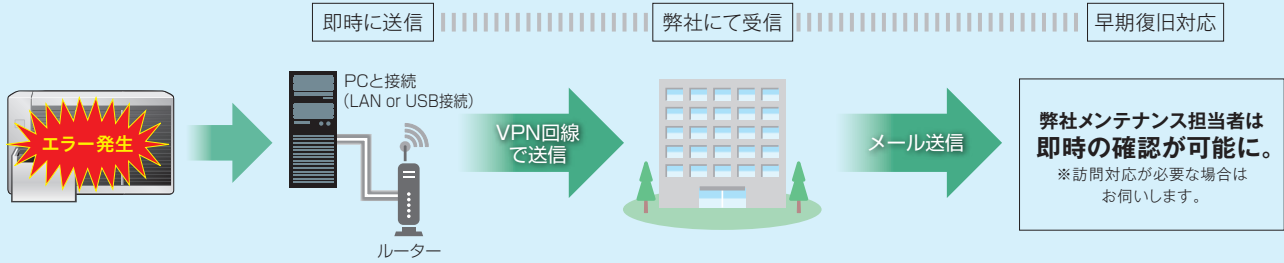 即時に送信
弊社にて受信
早期復旧対応
エラー発生
PCと接続
(LAN or USB接続)
ルーター
VPN回線
で送信
メール送信
弊社メンテナンス担当者は
即時の確認が可能に。
※訪問対応が必要な場合は
お伺いします。